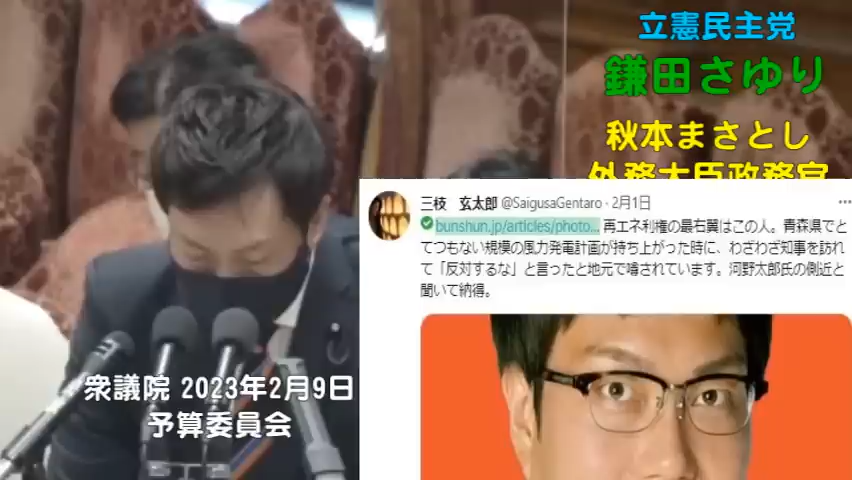 立憲民主党
鎌田さゆり
秋本まさとし
外務大臣政務官
三枝 玄太郎 @SaigusaGentaro · 2月1日
bunshun.jp/articles/photo... 再エネ利権の最右翼はこの人。青森県でと
てつもない規模の風力発電計画が持ち上がった時に、わざわざ知事を訪れ
て「反対するな」と言ったと地元で噂されています。河野太郎氏の側近と
聞いて納得。
衆議院 2023年2月9日
予算委員会